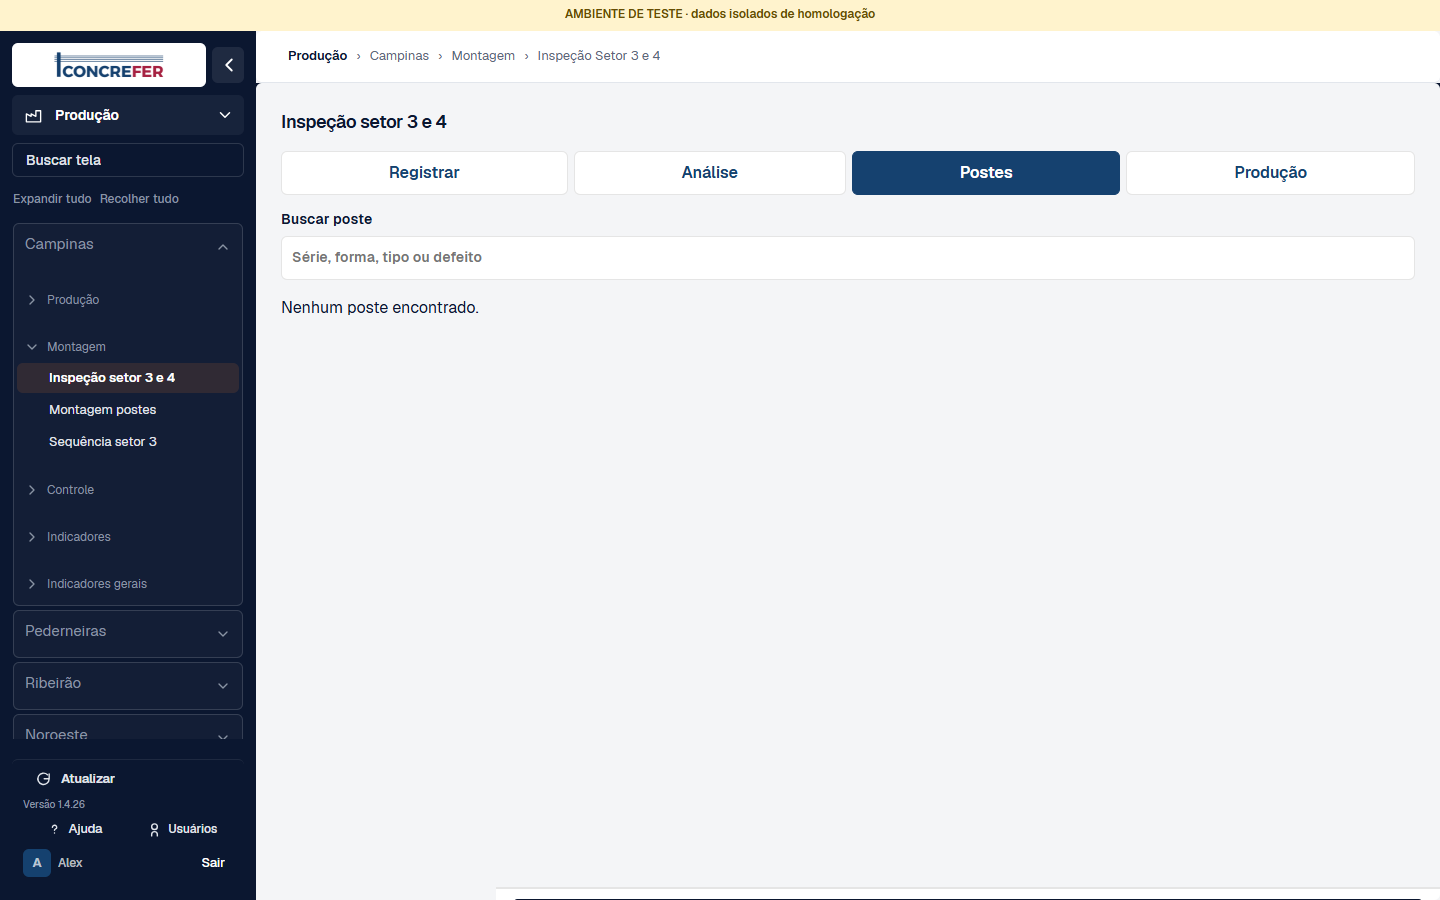 AMBIENTE DE TESTE · dados isolados de homologação
CONCREFER
Produção
Buscar tela
Expandir tudo Recolher tudo
Campinas
Produção
Montagem
Inspeção setor 3 e 4
Montagem postes
Sequência setor 3
Controle
Indicadores
Indicadores gerais
Pederneiras
Ribeirão
Noroeste
Atualizar
Versão 1.4.26
? Ajuda Usuários
A Alex Sair
Produção › Campinas › Montagem › Inspeção Setor 3 e 4
Inspeção setor 3 e 4
Registrar Análise Postes Produção
Buscar poste
Série, forma, tipo ou defeito
Nenhum poste encontrado.